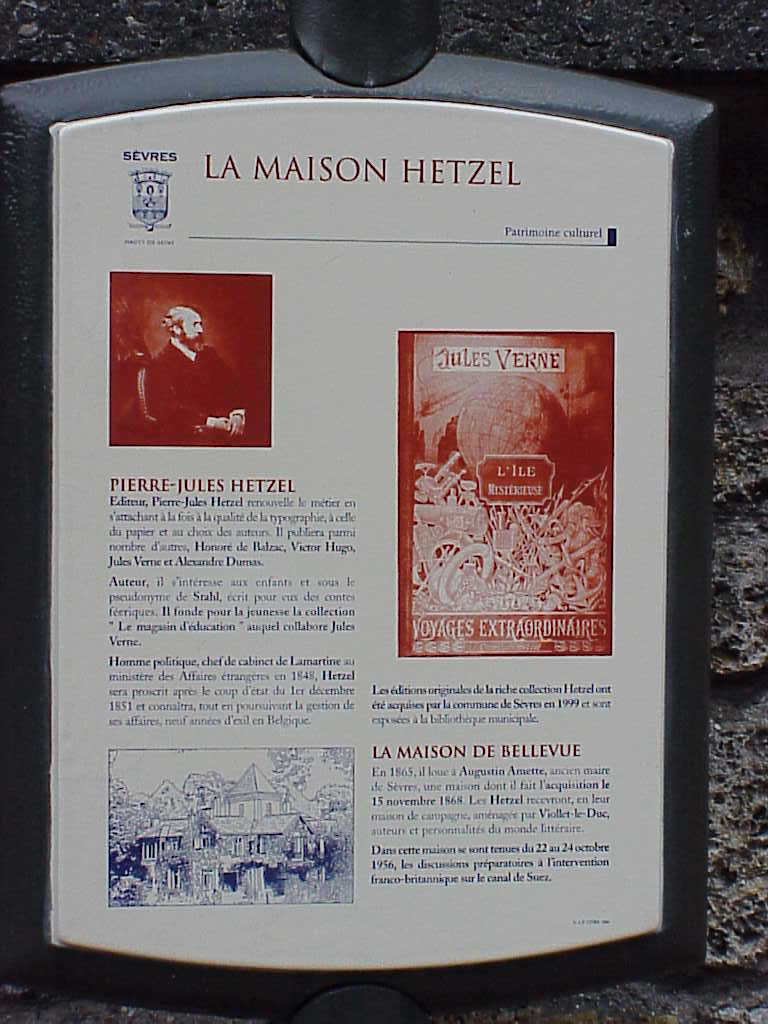 SÈVRES
LA MAISON HETZEL
HAUTS DE SEINE
Patrimoine culturel
PIERRE-JULES HETZEL
Editeur, Pierre-Jules Hetzel renouvelle le métier en
s'attachant à la fois à la qualité de la typographie, à celle
du papier et au choix des auteurs. Il publiera parmi
nombre d'autres, Honoré de Balzac, Victor Hugo,
Jules Verne et Alexandre Dumas.
Auteur, il s'intéresse aux enfants et sous le
pseudonyme de Stahl, écrit pour eux des contes
féeriques. Il fonde pour la jeunesse la collection
" Le magasin d'éducation " auquel collabore Jules
Verne.
Homme politique, chef de cabinet de Lamartine au
ministère des Affaires étrangères en 1848, Hetzel
sera proscrit après le coup d'état du 1er décembre
1851 et connaîtra, tout en poursuivant la gestion de
ses affaires, neuf années d'exil en Belgique.
JULES VERNE
L'ÎLE
MYSTÉRIEUSE
VOYAGES EXTRAORDINAIRES
Les éditions originales de la riche collection Hetzel ont
été acquises par la commune de Sèvres en 1999 et sont
exposées à la bibliothèque municipale.
LA MAISON DE BELLEVUE
En 1865, il loue à Augustin Amette, ancien maire
de Sèvres, une maison dont il fait l'acquisition le
15 novembre 1868. Les Hetzel recevront, en leur
maison de campagne, aménagée par Viollet-le-Duc,
auteurs et personnalités du monde littéraire.
Dans cette maison se sont tenues du 22 au 24 octobre
1956, les discussions préparatoires à l'intervention
franco-britannique sur le canal de Suez.